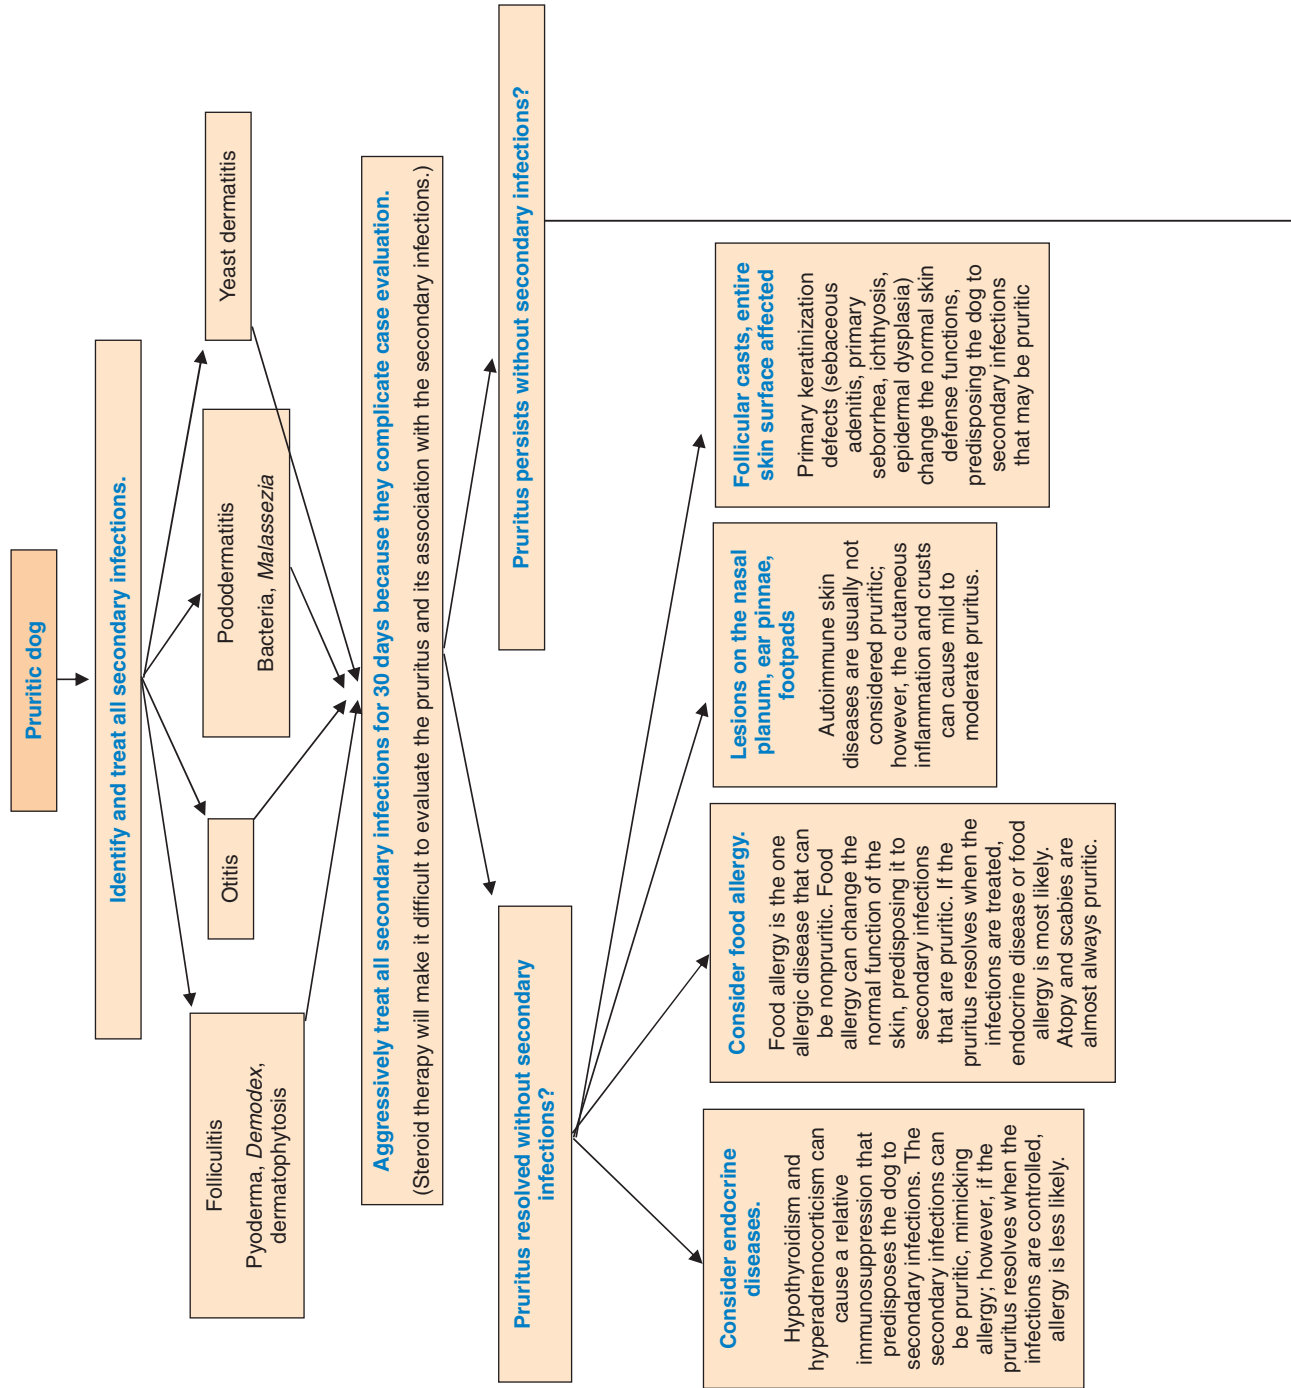 Pruritic dog
Identify and treat all secondary infections.
Folliculitis
Pyoderma, Demodex,
dermatophytosis
Otitis
Pododermatitis
Bacteria, Malassezia
Yeast dermatitis
Aggressively treat all secondary infections for 30 days because they complicate case evaluation.
(Steroid therapy will make it difficult to evaluate the pruritus and its association with the secondary infections.)
Pruritus resolved without secondary
infections?
Pruritus persists without secondary infections?
Consider endocrine
diseases.
Hypothyroidism and
hyperadrenocorticism can
cause a relative
immunosuppression that
predisposes the dog to
secondary infections. The
secondary infections can
be pruritic, mimicking
allergy; however, if the
pruritus resolves when the
infections are controlled,
allergy is less likely.
Consider food allergy.
Food allergy is the one
allergic disease that can
be nonpruritic. Food
allergy can change the
normal function of the
skin, predisposing it to
secondary infections
that are pruritic. If the
pruritus resolves when the
infections are treated,
endocrine disease or food
allergy is most likely.
Atopy and scabies are
almost always pruritic.
Lesions on the nasal
planum, ear pinnae,
footpads
Autoimmune skin
diseases are usually not
considered pruritic;
however, the cutaneous
inflammation and crusts
can cause mild to
moderate pruritus.
Follicular casts, entire
skin surface affected
Primary keratinization
defects (sebaceous
adenitis, primary
seborrhea, ichthyosis,
epidermal dysplasia)
change the normal skin
defense functions,
predisposing the dog to
secondary infections
that may be pruritic